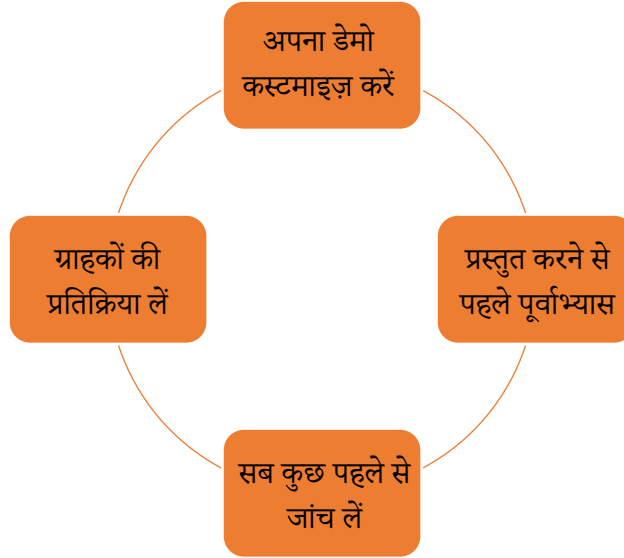 अपना डेमो
कस्टमाइज़ करें
प्रस्तुत करने से
पहले पूर्वाभ्यास
सब कुछ पहले से
जांच लें
ग्राहकों की
प्रतिक्रिया लें